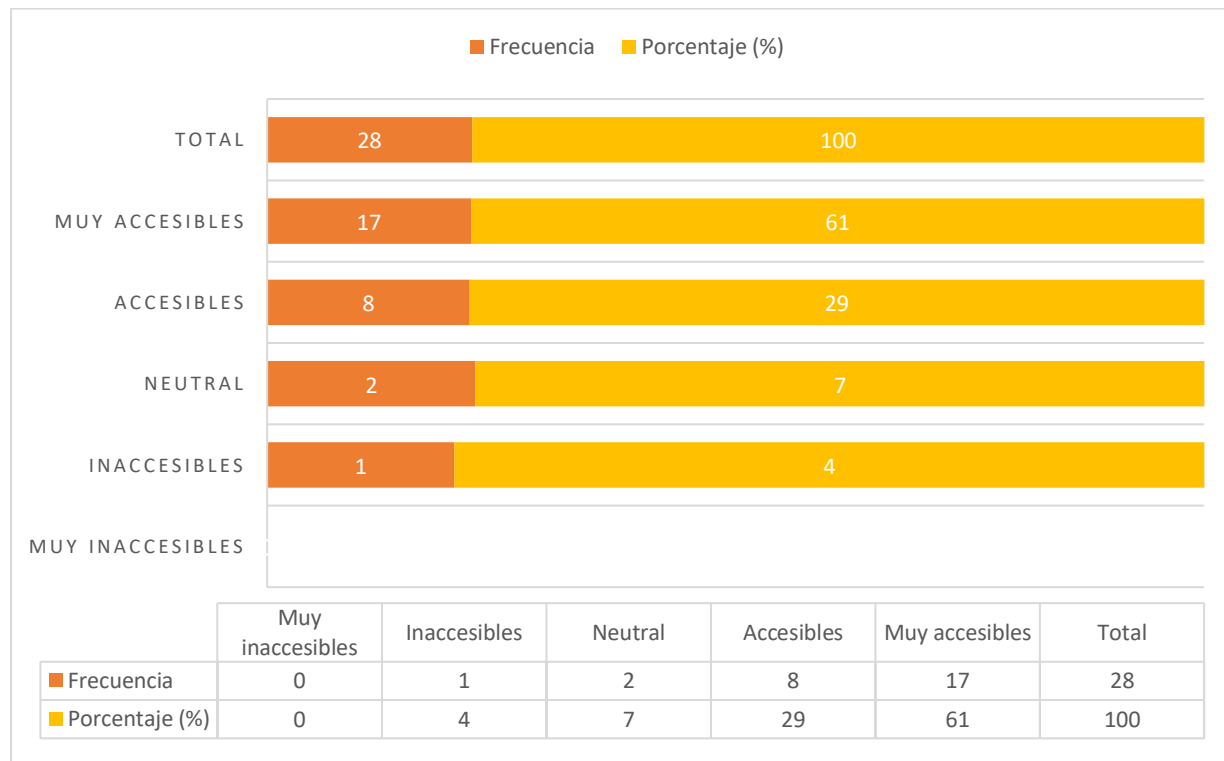 Frecuencia Porcentaje (%)
TOTAL 28 100
MUY ACCESIBLES 17 61
ACCESIBLES 8 29
NEUTRAL 2 7
INACCESIBLES 1 4
MUY INACCESIBLES
Muy inaccesibles Inaccesibles Neutral Accesibles Muy accesibles Total
Frecuencia 0 1 2 8 17 28
Porcentaje (%) 0 4 7 29 61 100